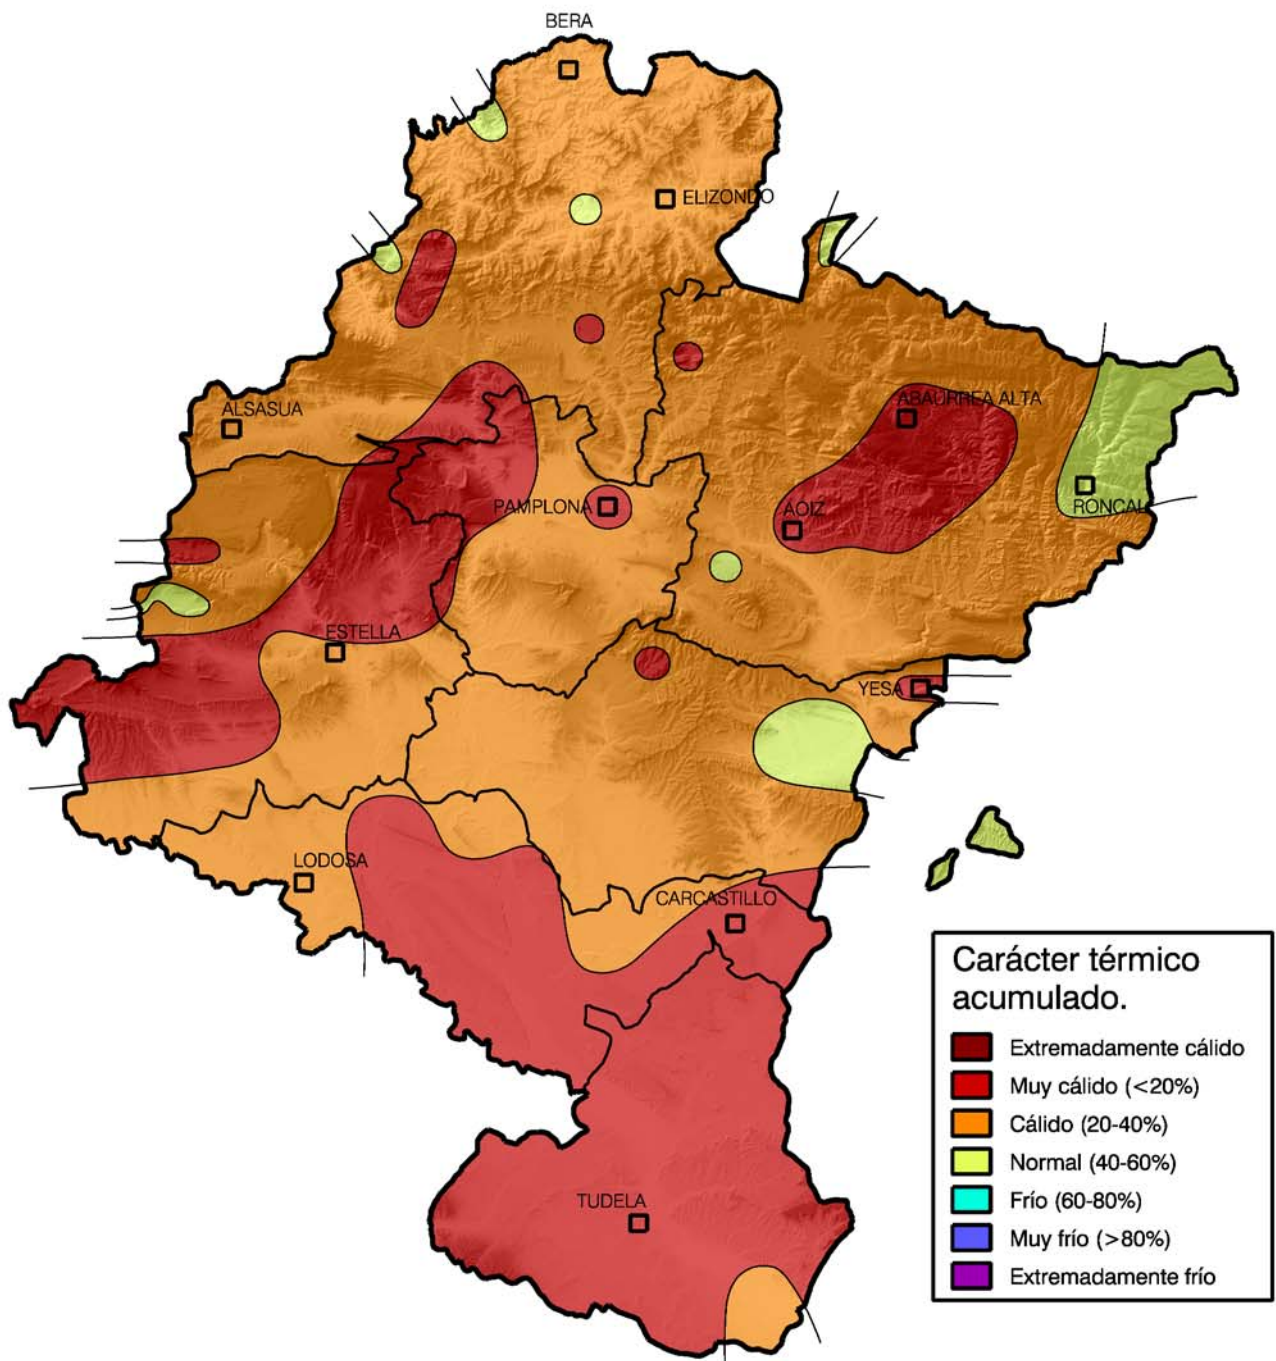 BERA
ELIZONDO
ALSASUA
ABAURREA ALTA
PAMPLONA
AOIZ
RONCAL
ESTELLA
YESA
LODOSA
CARCASTILLO
TUDELA
Carácter térmico
acumulado.
Extremadamente cálido
Muy cálido (<20%)
Cálido (20-40%)
Normal (40-60%)
Frío (60-80%)
Muy frío (>80%)
Extremadamente frío